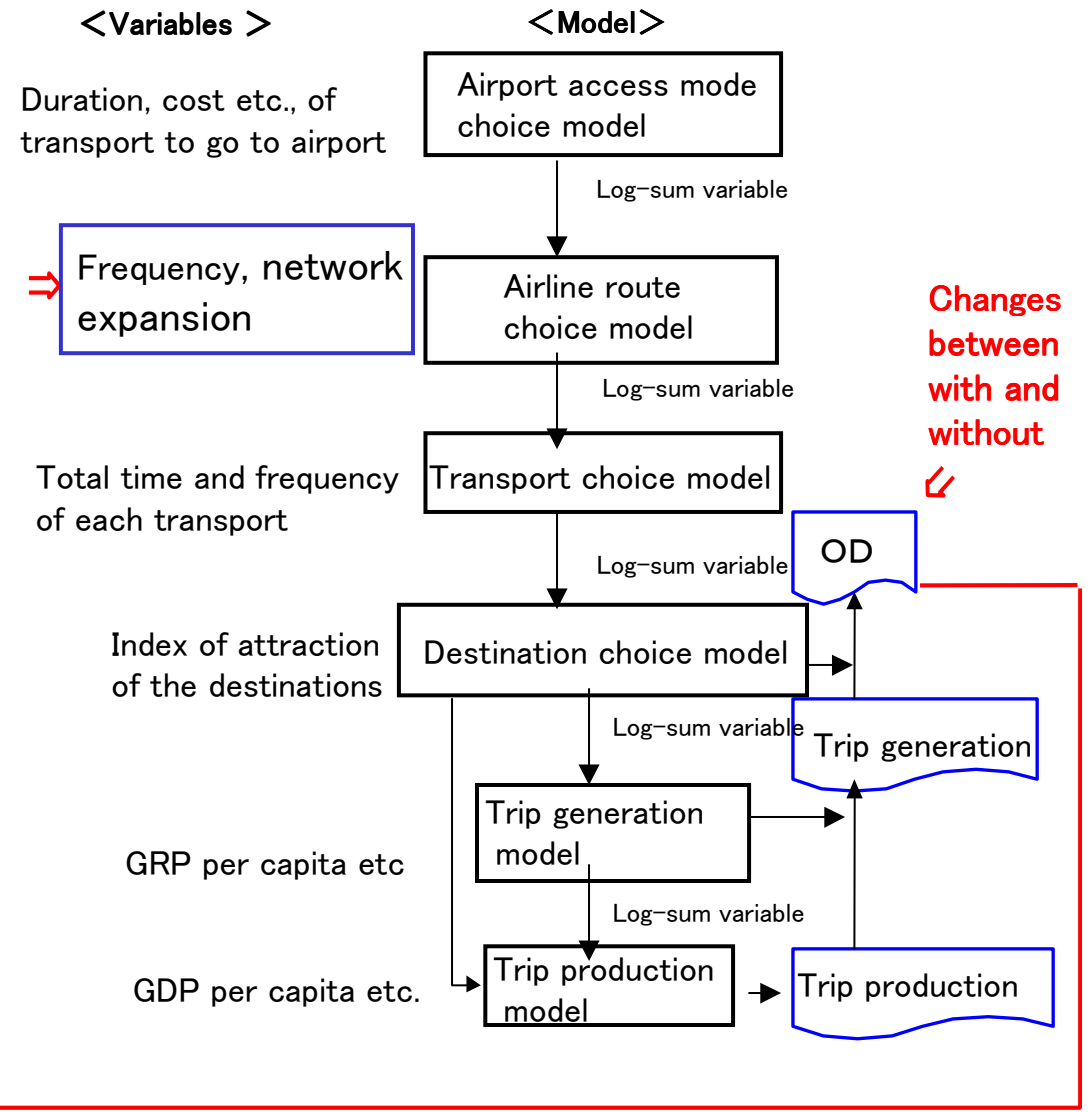 ＜Variables ＞
＜Model＞
Duration, cost etc., of
transport to go to airport
Airport access mode
choice model
Log-sum variable
⇒
Frequency, network
expansion
Airline route
choice model
Changes
between
with and
without
⇙
Log-sum variable
Total time and frequency
of each transport
Transport choice model
Log-sum variable
OD
Index of attraction
of the destinations
Destination choice model
Log-sum variable
Trip generation
Trip generation
model
GRP per capita etc
Log-sum variable
GDP per capita etc.
Trip production
model
Trip production